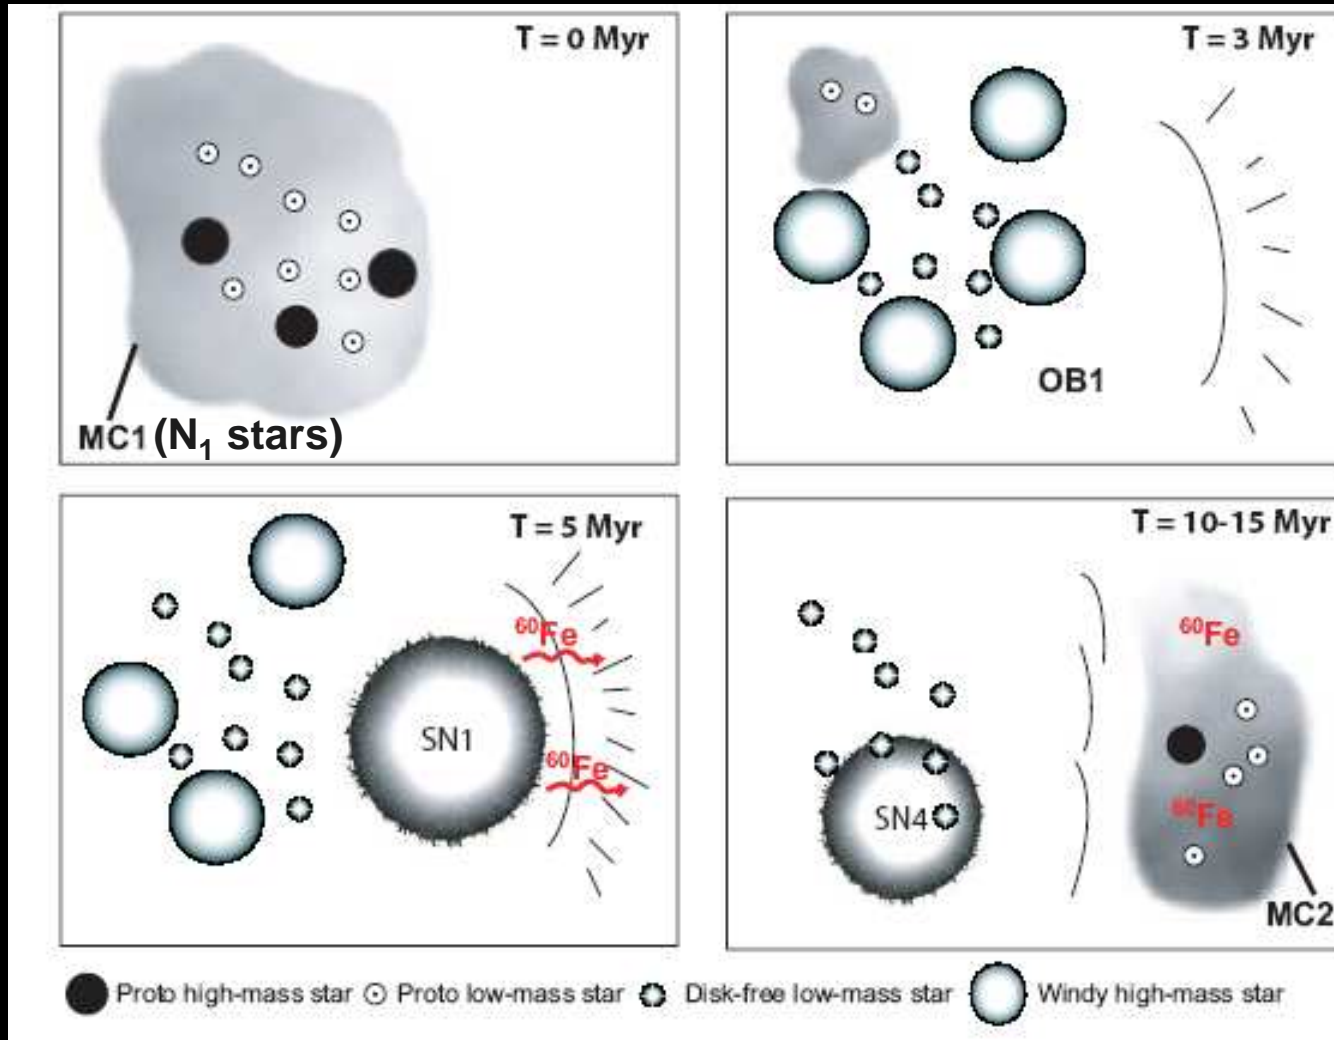 T = 0 Myr
MC1 (N₁ stars)
T = 3 Myr
OB1
T = 5 Myr
⁶⁰Fe
SN1
⁶⁰Fe
T = 10-15 Myr
⁶⁰Fe
⁶⁰Fe
SN4
MC2
Proto high-mass star Proto low-mass star Disk-free low-mass star Windy high-mass star